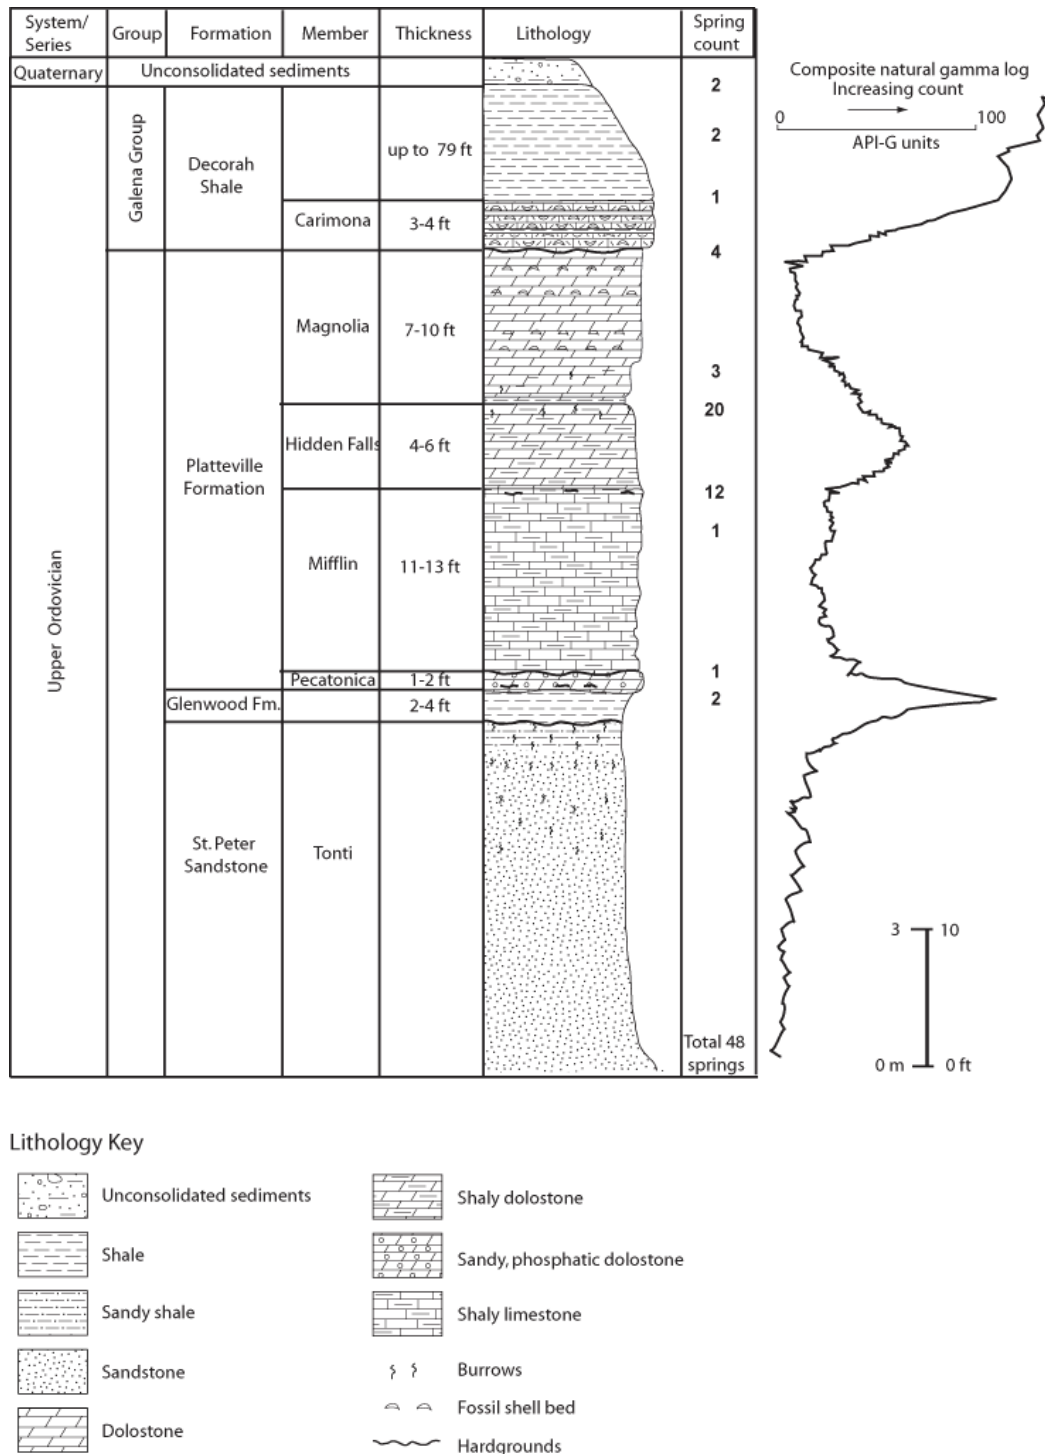 System/ Series Group Formation Member Thickness Lithology Spring count
Quaternary Unconsolidated sediments 2
Composite natural gamma log
Increasing count
0 100
API-G units
Galena Group
Decorah Shale
up to 79 ft
2
1
Carimona 3-4 ft
4
Upper Ordovician
Platteville Formation
Magnolia 7-10 ft
3
20
Hidden Falls 4-6 ft
12
1
Mifflin 11-13 ft
1
Pecatonica 1-2 ft
Glenwood Fm. 2-4 ft 2
St. Peter Sandstone
Tonti
3 10
Total 48 springs
0 m 0 ft
Lithology Key
Unconsolidated sediments
Shale
Sandy shale
Sandstone
Dolostone
Shaly dolostone
Sandy, phosphatic dolostone
Shaly limestone
Burrows
Fossil shell bed
Hardgrounds